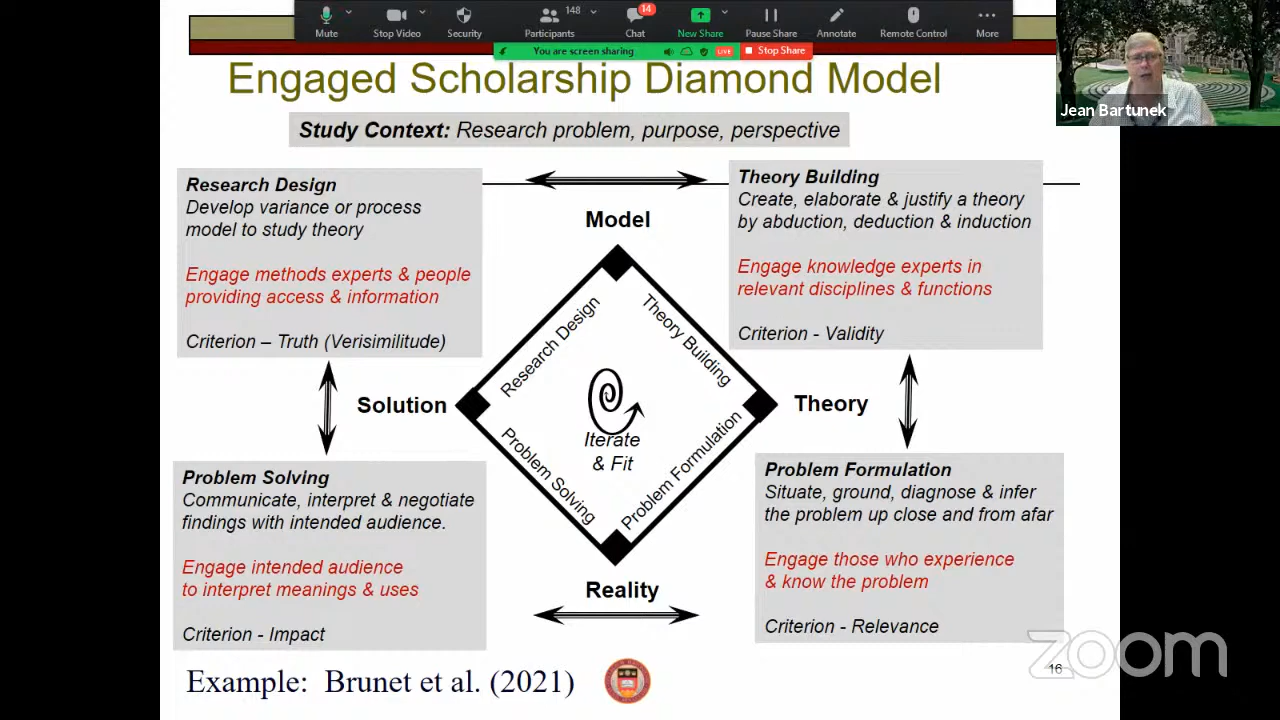 148
14
Mute
Stop Video
Security
Participants
Chat
New Share
Pause Share
Annotate
Remote Control
More
You are screen sharing
LIVE
Stop Share
Jean Bartunek
Engaged Scholarship Diamond Model
Study Context: Research problem, purpose, perspective
Research Design
Develop variance or process
model to study theory
Engage methods experts & people
providing access & information
Criterion – Truth (Verisimilitude)
Theory Building
Create, elaborate & justify a theory
by abduction, deduction & induction
Engage knowledge experts in
relevant disciplines & functions
Criterion - Validity
Model
Research Design
Theory Building
Solution
Theory
Iterate
& Fit
Problem Solving
Problem Formulation
Reality
Problem Solving
Communicate, interpret & negotiate
findings with intended audience.
Engage intended audience
to interpret meanings & uses
Criterion - Impact
Problem Formulation
Situate, ground, diagnose & infer
the problem up close and from afar
Engage those who experience
& know the problem
Criterion - Relevance
Example: Brunet et al. (2021)
16
zoom